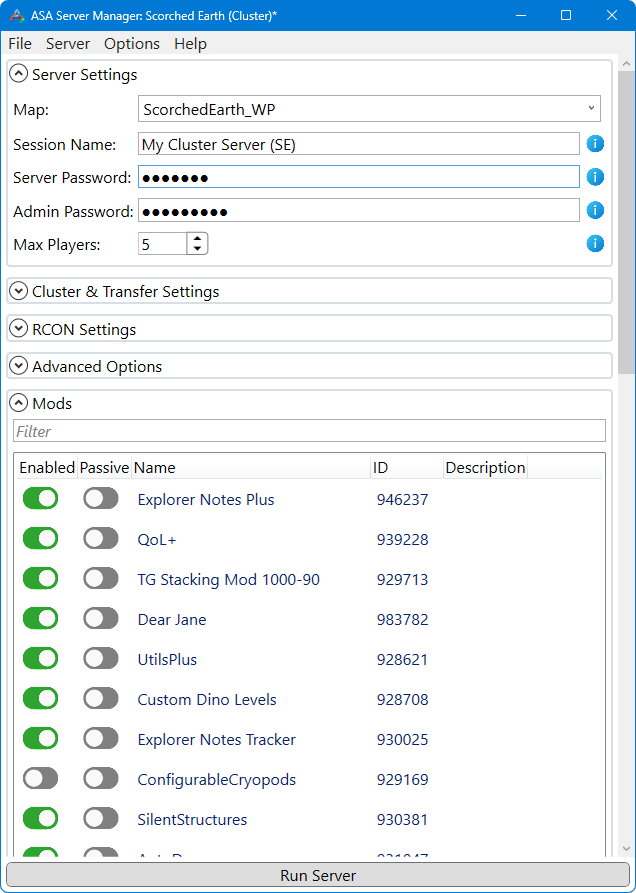 ASA Server Manager: Scorched Earth (Cluster)*
File Server Options Help
Server Settings
Map: ScorchedEarth_WP
Session Name: My Cluster Server (SE)
Server Password: ●●●●●●●
Admin Password: ●●●●●●●●●
Max Players: 5
Cluster & Transfer Settings
RCON Settings
Advanced Options
Mods
Filter
Enabled Passive Name ID Description
Explorer Notes Plus 946237
QoL+ 939228
TG Stacking Mod 1000-90 929713
Dear Jane 983782
UtilsPlus 928621
Custom Dino Levels 928708
Explorer Notes Tracker 930025
ConfigurableCryopods 929169
SilentStructures 930381
Run Server